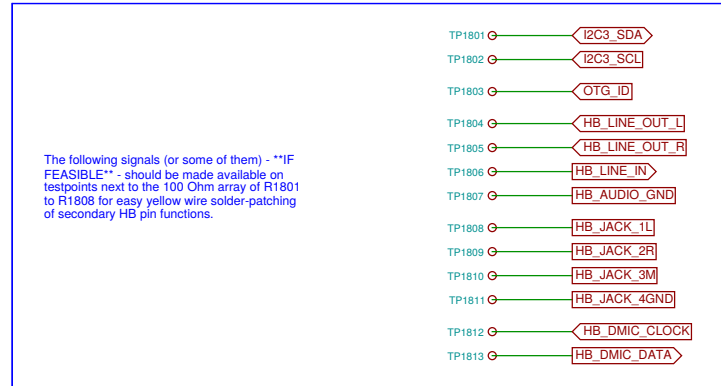 TP1801 I2C3_SDA
TP1802 I2C3_SCL
TP1803 OTG_ID
TP1804 HB_LINE_OUT_L
TP1805 HB_LINE_OUT_R
The following signals (or some of them) - **IF
FEASIBLE** - should be made available on
testpoints next to the 100 Ohm array of R1801
to R1808 for easy yellow wire solder-patching
of secondary HB pin functions.
TP1806 HB_LINE_IN
TP1807 HB_AUDIO_GND
TP1808 HB_JACK_1L
TP1809 HB_JACK_2R
TP1810 HB_JACK_3M
TP1811 HB_JACK_4GND
TP1812 HB_DMIC_CLOCK
TP1813 HB_DMIC_DATA